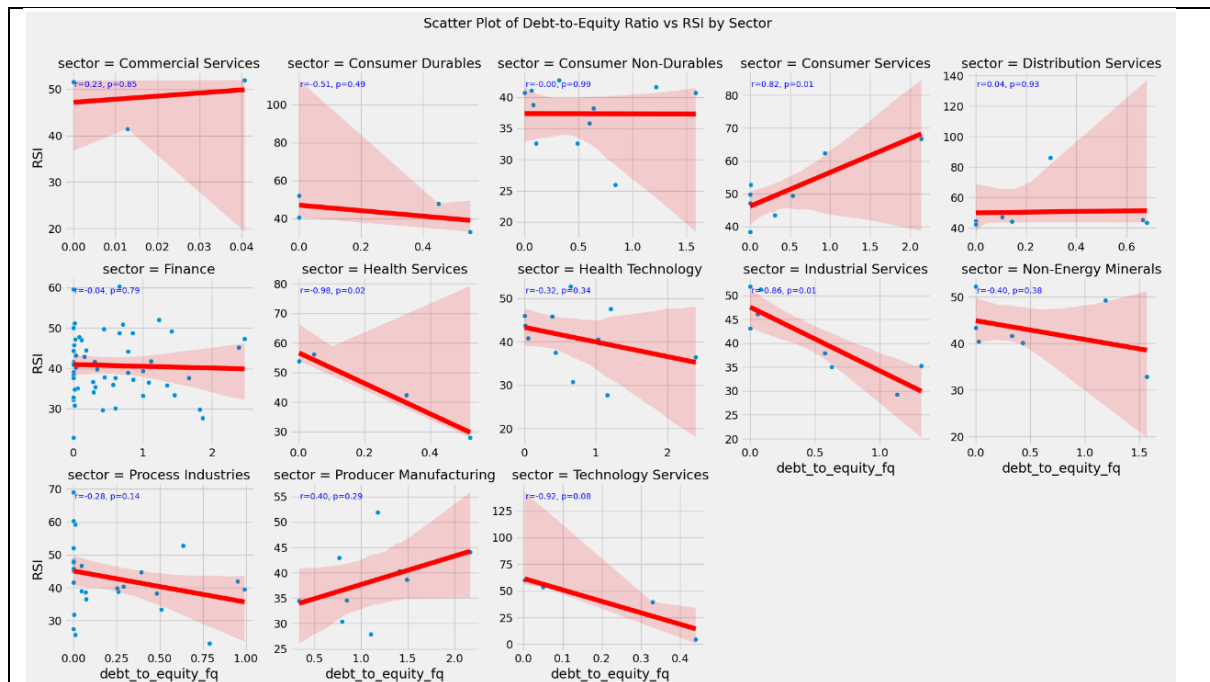 Scatter Plot of Debt-to-Equity Ratio vs RSI by Sector
sector = Commercial Services
r=0.23, p=0.85
50
40
30
20
RSI
0.00 0.01 0.02 0.03 0.04
sector = Consumer Durables
r=-0.51, p=0.49
100
80
60
40
0.0 0.2 0.4
sector = Consumer Non-Durables
r=-0.00, p=0.99
40
35
30
25
20
0.0 0.5 1.0 1.5
sector = Consumer Services
r=0.82, p=0.01
80
70
60
50
40
0.0 0.5 1.0 1.5 2.0
sector = Distribution Services
r=0.04, p=0.93
140
120
100
80
60
40
0.0 0.2 0.4 0.6
sector = Finance
r=-0.04, p=0.79
60
50
40
30
RSI
0 1 2
sector = Health Services
r=-0.98, p=0.02
80
70
60
50
40
30
0.0 0.2 0.4
sector = Health Technology
r=-0.32, p=0.34
50
40
30
20
0 1 2
sector = Industrial Services
r=-0.86, p=0.01
50
45
40
35
30
25
20
0 1
debt_to_equity_fq
sector = Non-Energy Minerals
r=-0.40, p=0.38
50
40
30
20
0.0 0.5 1.0 1.5
debt_to_equity_fq
sector = Process Industries
r=-0.28, p=0.14
70
60
50
40
30
RSI
0.00 0.25 0.50 0.75 1.00
debt_to_equity_fq
sector = Producer Manufacturing
r=0.40, p=0.29
55
50
45
40
35
30
25
0.5 1.0 1.5 2.0
debt_to_equity_fq
sector = Technology Services
r=-0.92, p=0.08
125
100
75
50
25
0
0.0 0.2 0.4
debt_to_equity_fq